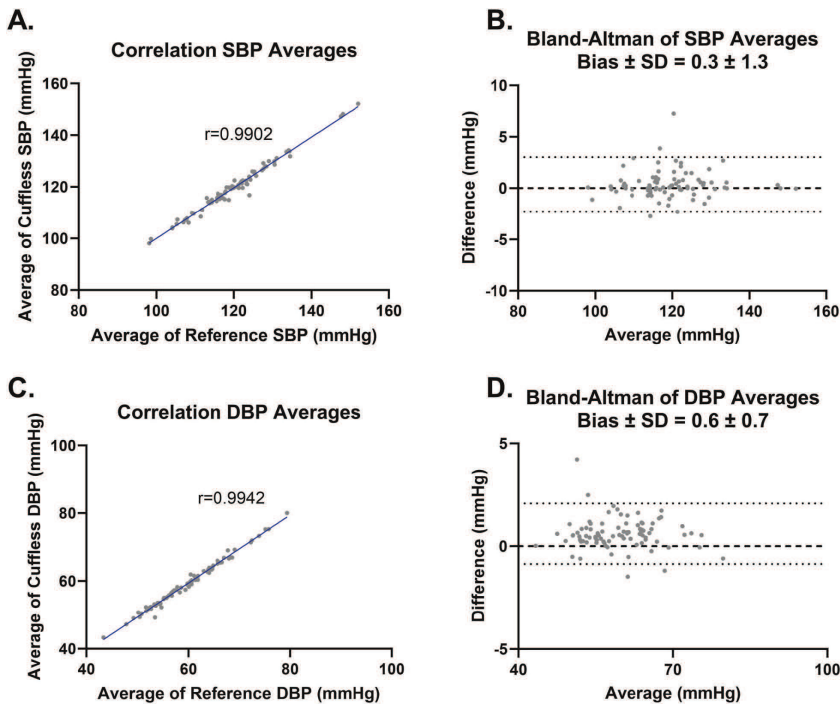 A.
Correlation SBP Averages
Average of Cuffless SBP (mmHg)
160
140
120
100
80
r=0.9902
80
100
120
140
160
Average of Reference SBP (mmHg)
B.
Bland-Altman of SBP Averages
Bias ± SD = 0.3 ± 1.3
Difference (mmHg)
10
5
0
-5
-10
80
100
120
140
160
Average (mmHg)
C.
Correlation DBP Averages
Average of Cuffless DBP (mmHg)
100
80
60
40
r=0.9942
40
60
80
100
Average of Reference DBP (mmHg)
D.
Bland-Altman of DBP Averages
Bias ± SD = 0.6 ± 0.7
Difference (mmHg)
5
0
-5
40
70
100
Average (mmHg)